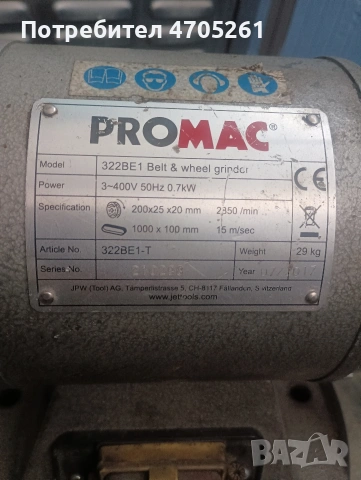 Потребител 4705261
PROMAC®
Model 322BE1 Belt & wheel grinder
Power 3~400V 50Hz 0.7kW
Specification 200x25 x20 mm 2850 /min
1000 x 100 mm 15 m/sec
Article No. 322BE1-T Weight 29 kg
Series No. Year
JPW (Tool) AG, Tämperlistrasse 5, CH-8117 Fällanden, Switzerland
www.jettools.com
BAZAR